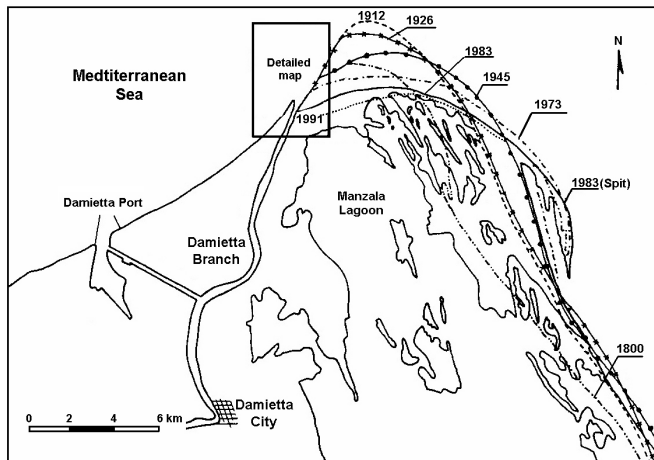 1912
1926
N
Medtiterranean
Sea
Detailed
map
1983
1945
1991
1973
Damietta Port
Manzala
Lagoon
1983(Spit)
Damietta
Branch
1800
0 2 4 6 km
Damietta
City